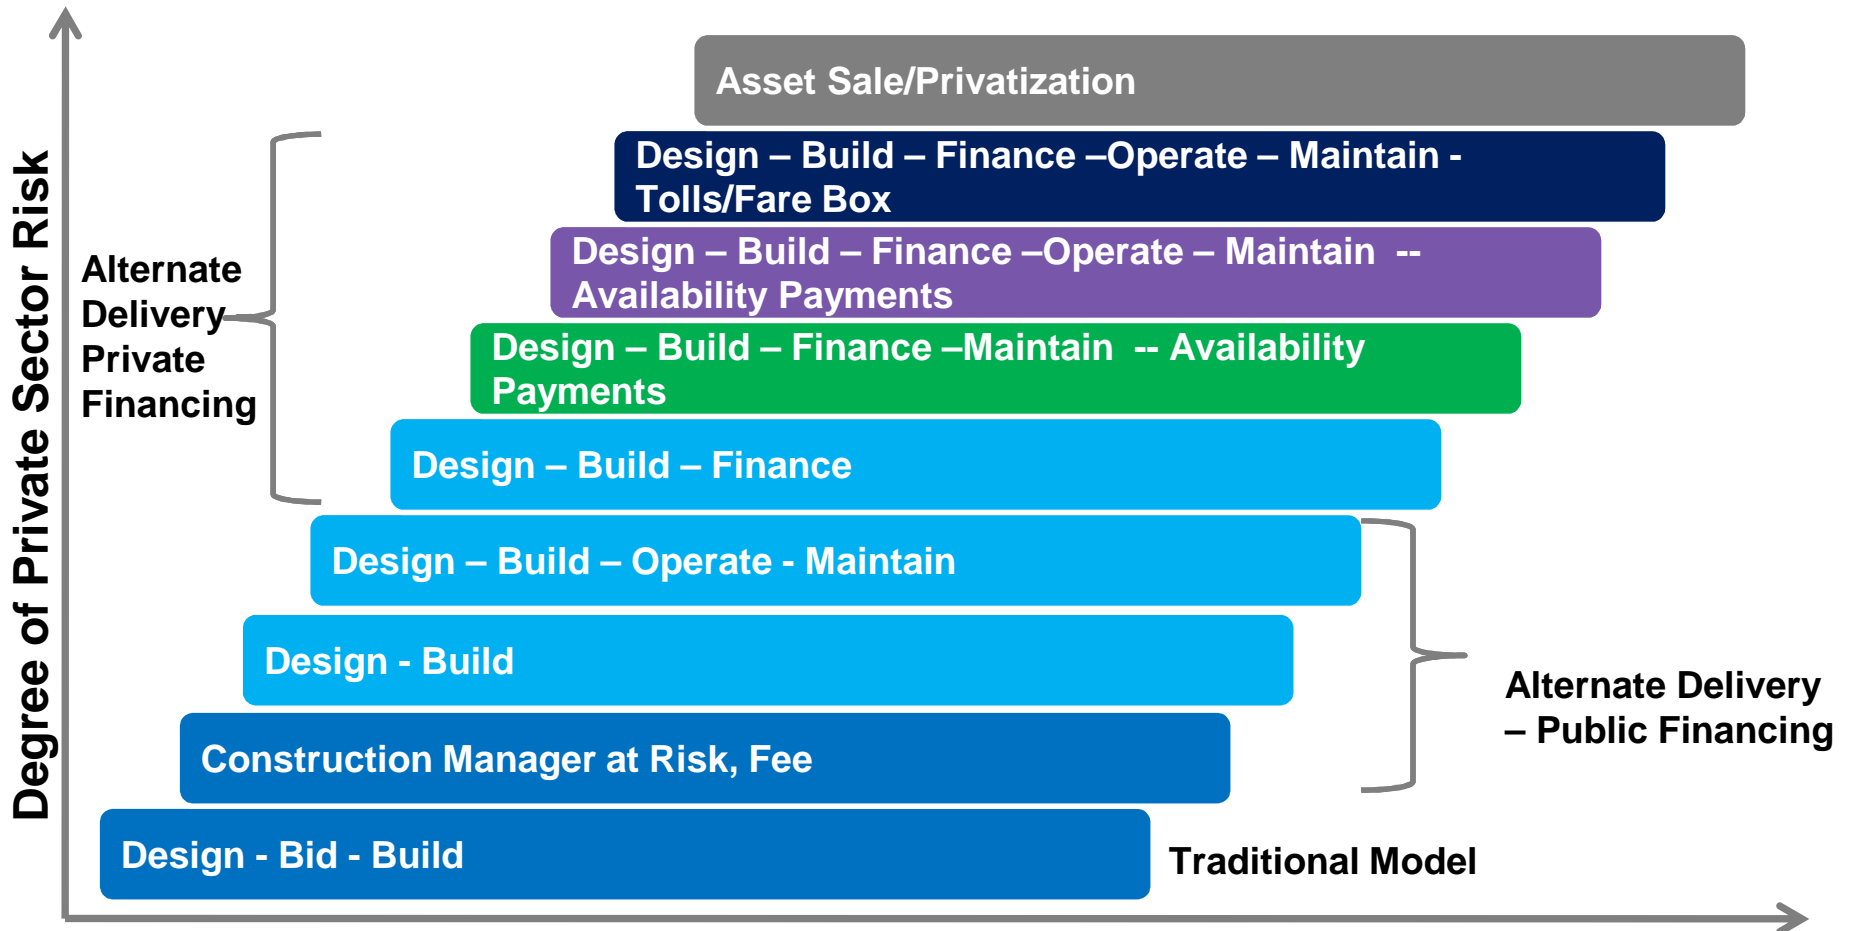 Degree of Private Sector Risk
Asset Sale/Privatization
Design – Build – Finance –Operate – Maintain -
Tolls/Fare Box
Design – Build – Finance –Operate – Maintain  --
Availability Payments
Design – Build – Finance –Maintain  -- Availability
Payments
Design – Build – Finance
Design – Build – Operate - Maintain
Design - Build
Construction Manager at Risk, Fee
Design - Bid - Build
Alternate
Delivery
Private
Financing
Alternate Delivery
– Public Financing
Traditional Model